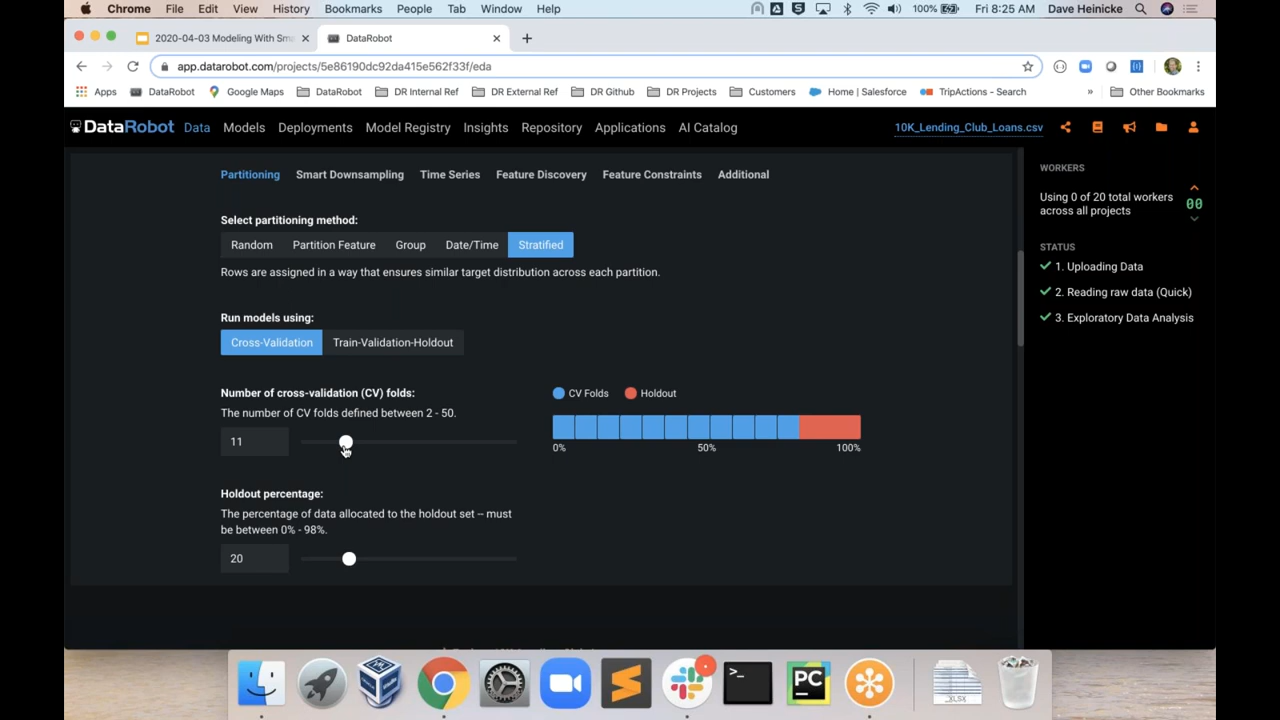 Chrome File Edit View History Bookmarks People Tab Window Help 100% Fri 8:25 AM Dave Heinicke
2020-04-03 Modeling With Sma DataRobot
app.datarobot.com/projects/5e86190dc92da415e562f33f/eda
Apps DataRobot Google Maps DataRobot DR Internal Ref DR External Ref DR Github DR Projects Customers Home | Salesforce TripActions - Search » Other Bookmarks
DataRobot Data Models Deployments Model Registry Insights Repository Applications AI Catalog 10K_Lending_Club_Loans.csv
Partitioning Smart Downsampling Time Series Feature Discovery Feature Constraints Additional
Select partitioning method:
Random Partition Feature Group Date/Time Stratified
Rows are assigned in a way that ensures similar target distribution across each partition.
Run models using:
Cross-Validation Train-Validation-Holdout
Number of cross-validation (CV) folds:
The number of CV folds defined between 2 - 50.
11
CV Folds Holdout
0% 50% 100%
Holdout percentage:
The percentage of data allocated to the holdout set -- must
be between 0% - 98%.
20
WORKERS
Using 0 of 20 total workers
across all projects
00
STATUS
1. Uploading Data
2. Reading raw data (Quick)
3. Exploratory Data Analysis
>_
PC
XLSX